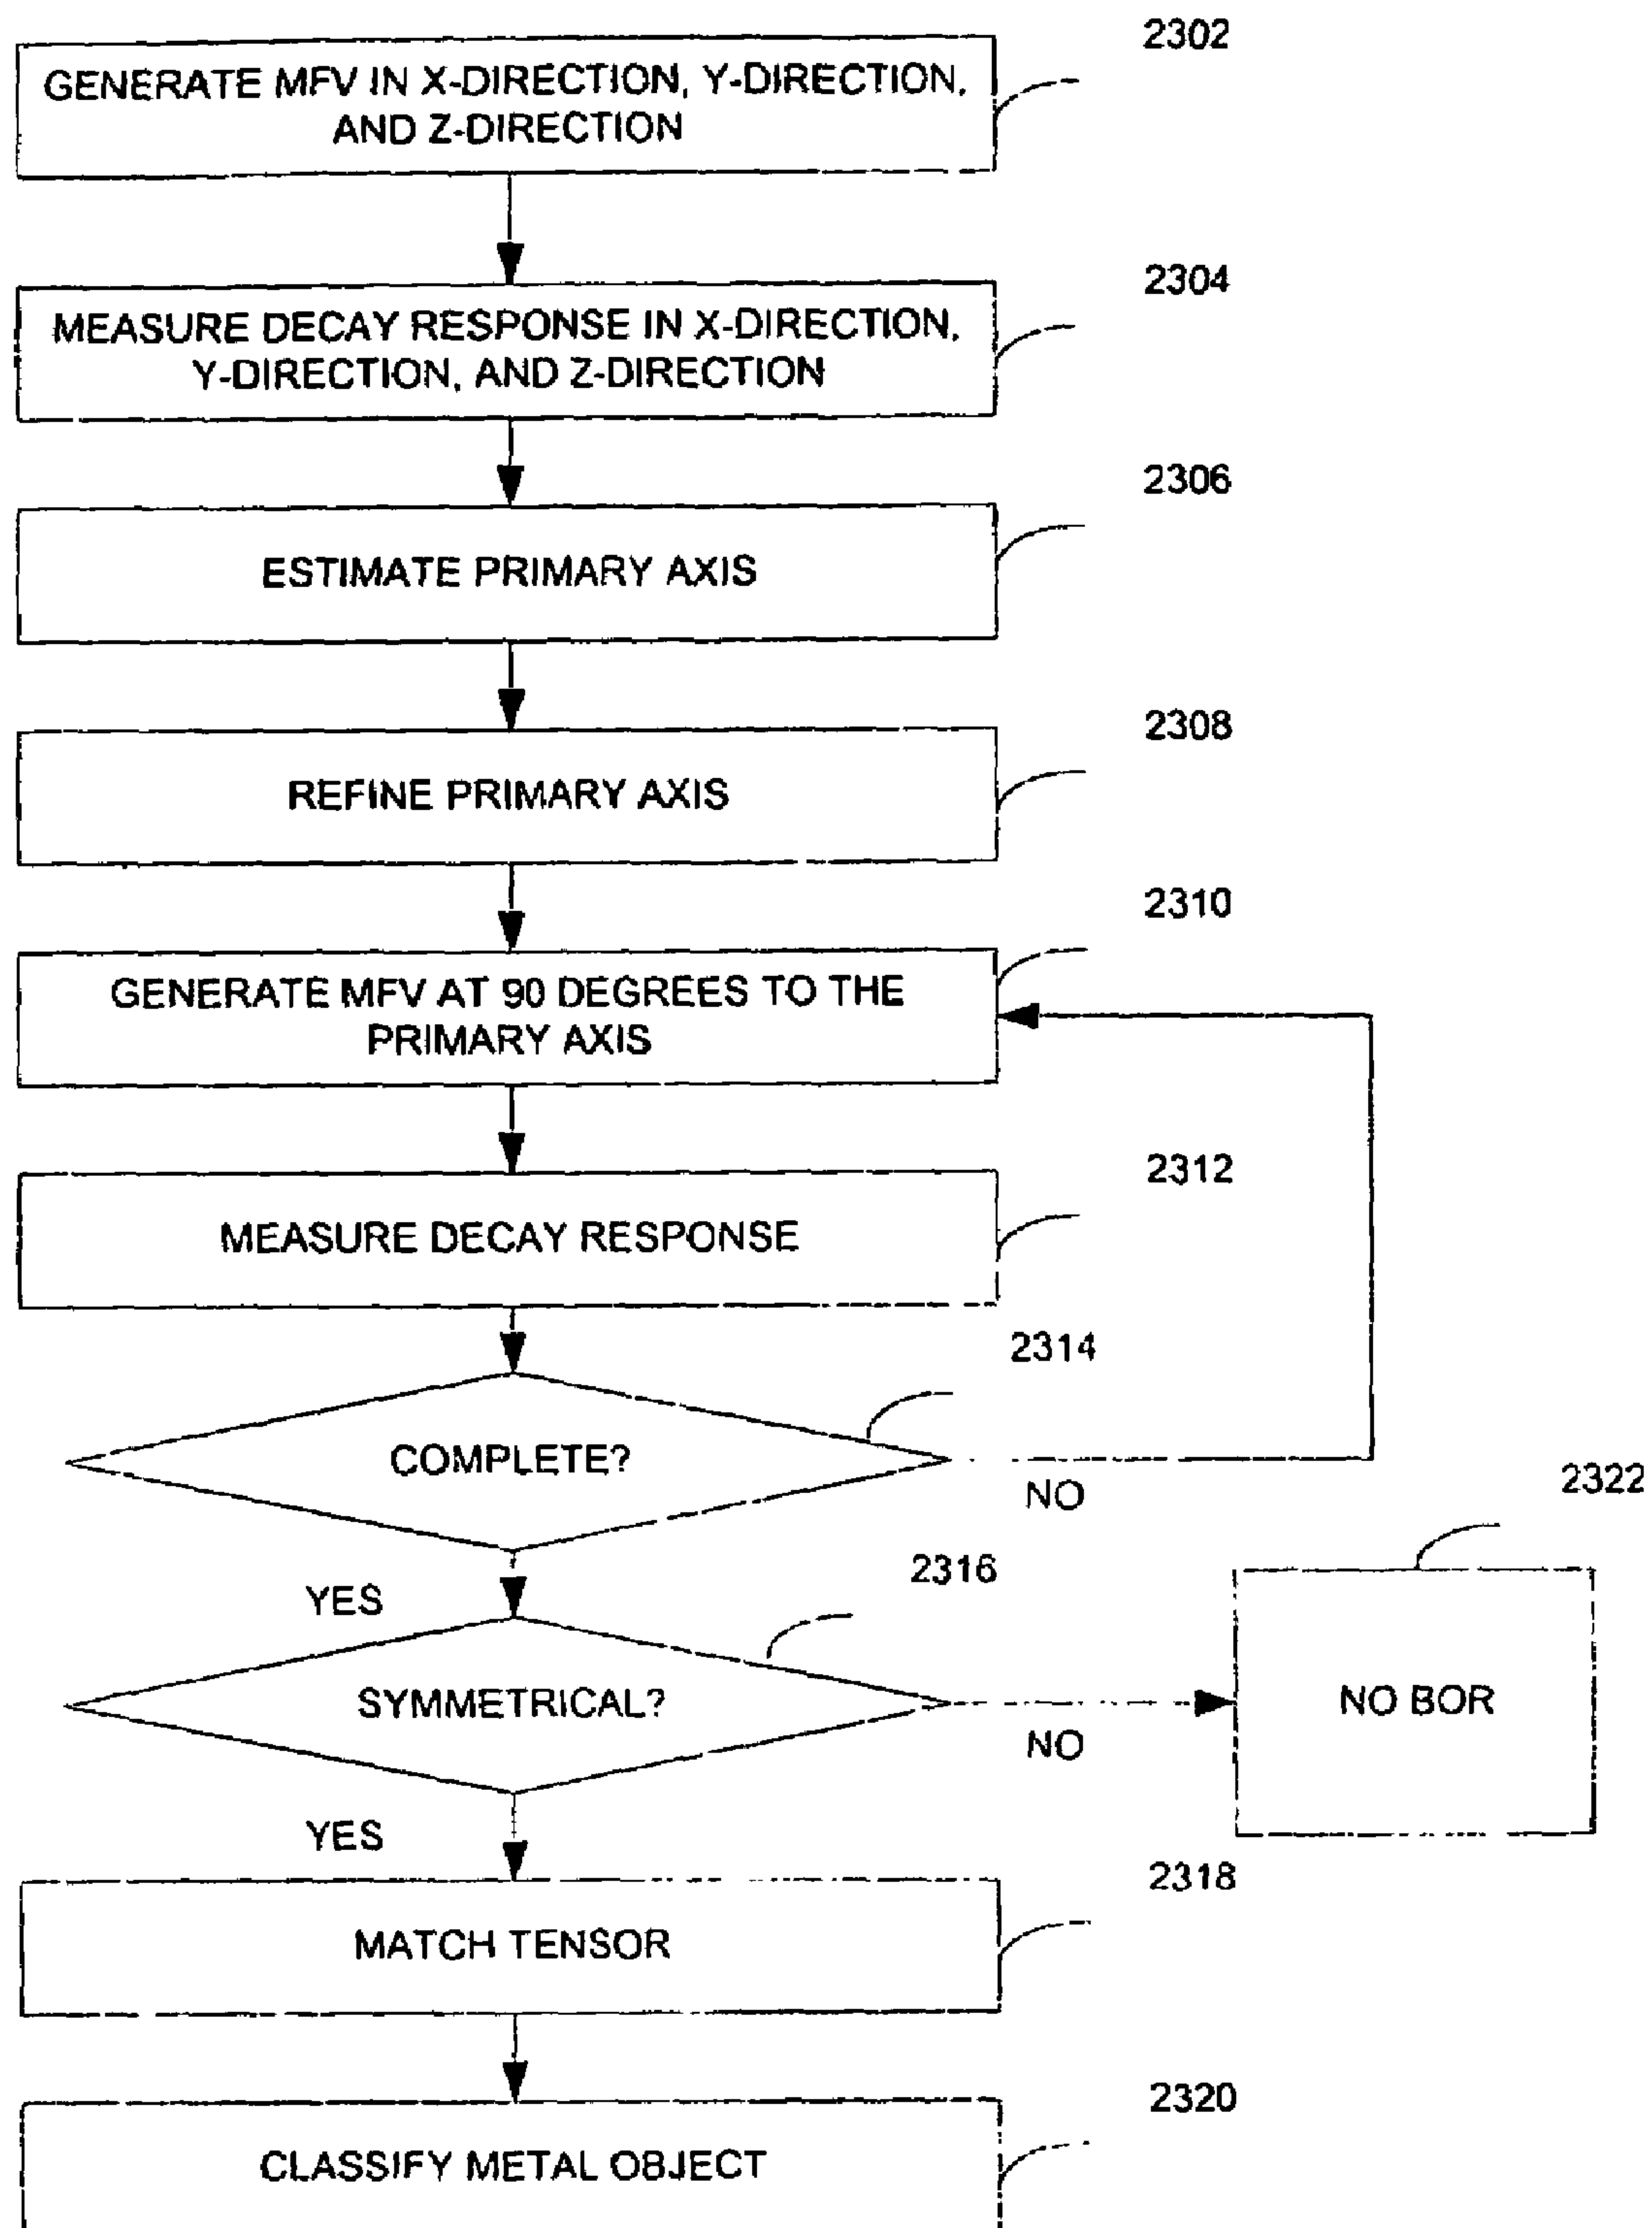 2302
GENERATE MFV IN X-DIRECTION, Y-DIRECTION,
AND Z-DIRECTION
2304
MEASURE DECAY RESPONSE IN X-DIRECTION,
Y-DIRECTION, AND Z-DIRECTION
2306
ESTIMATE PRIMARY AXIS
2308
REFINE PRIMARY AXIS
2310
GENERATE MFV AT 90 DEGREES TO THE
PRIMARY AXIS
2312
MEASURE DECAY RESPONSE
2314
COMPLETE?
NO
2322
YES
2316
SYMMETRICAL?
NO BOR
NO
YES
2318
MATCH TENSOR
2320
CLASSIFY METAL OBJECT